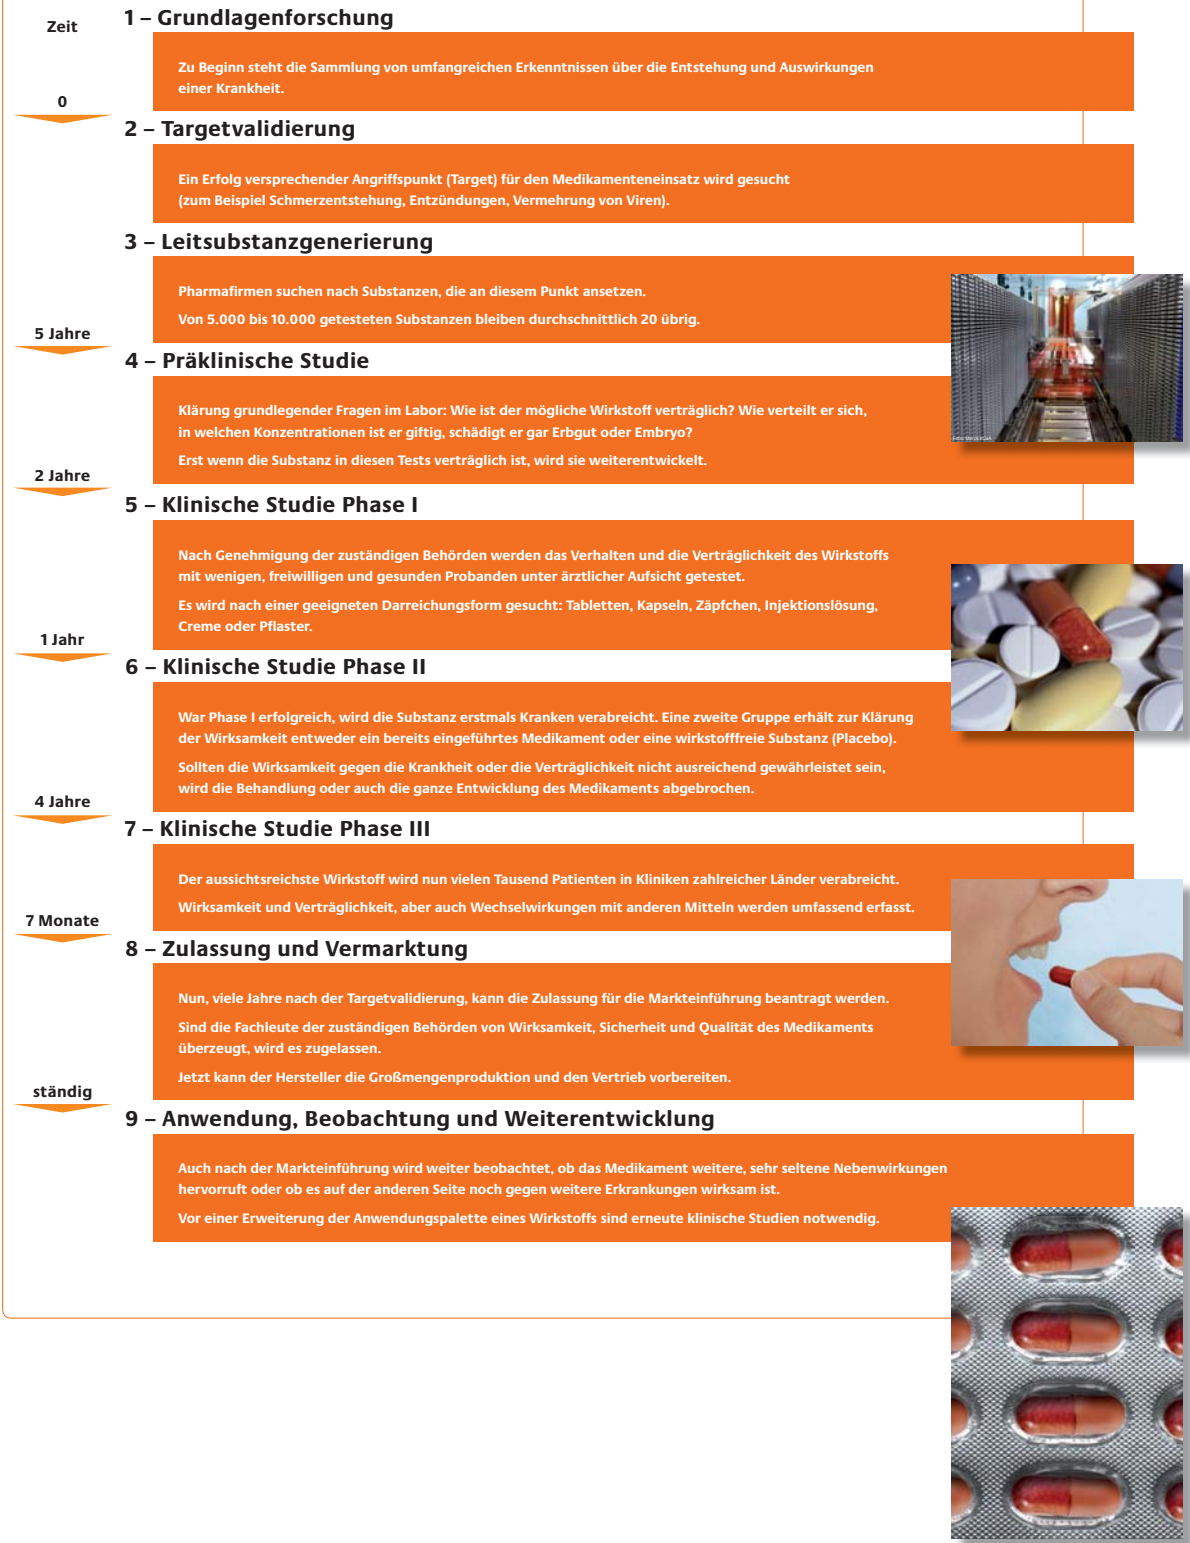 Zeit
1 – Grundlagenforschung
Zu Beginn steht die Sammlung von umfangreichen Erkenntnissen über die Entstehung und Auswirkungen
einer Krankheit.
0
2 – Targetvalidierung
Ein Erfolg versprechender Angriffspunkt (Target) für den Medikamenteneinsatz wird gesucht
(zum Beispiel Schmerzentstehung, Entzündungen, Vermehrung von Viren).
3 – Leitsubstanzgenerierung
Pharmafirmen suchen nach Substanzen, die an diesem Punkt ansetzen.
Von 5.000 bis 10.000 getesteten Substanzen bleiben durchschnittlich 20 übrig.
5 Jahre
4 – Präklinische Studie
Klärung grundlegender Fragen im Labor: Wie ist der mögliche Wirkstoff verträglich? Wie verteilt er sich,
in welchen Konzentrationen ist er giftig, schädigt er gar Erbgut oder Embryo?
Erst wenn die Substanz in diesen Tests verträglich ist, wird sie weiterentwickelt.
2 Jahre
5 – Klinische Studie Phase I
Nach Genehmigung der zuständigen Behörden werden das Verhalten und die Verträglichkeit des Wirkstoffs
mit wenigen, freiwilligen und gesunden Probanden unter ärztlicher Aufsicht getestet.
Es wird nach einer geeigneten Darreichungsform gesucht: Tabletten, Kapseln, Zäpfchen, Injektionslösung,
Creme oder Pflaster.
1 Jahr
6 – Klinische Studie Phase II
War Phase I erfolgreich, wird die Substanz erstmals Kranken verabreicht. Eine zweite Gruppe erhält zur Klärung
der Wirksamkeit entweder ein bereits eingeführtes Medikament oder eine wirkstofffreie Substanz (Placebo).
Sollten die Wirksamkeit gegen die Krankheit oder die Verträglichkeit nicht ausreichend gewährleistet sein,
wird die Behandlung oder auch die ganze Entwicklung des Medikaments abgebrochen.
4 Jahre
7 – Klinische Studie Phase III
Der aussichtsreichste Wirkstoff wird nun vielen Tausend Patienten in Kliniken zahlreicher Länder verabreicht.
Wirksamkeit und Verträglichkeit, aber auch Wechselwirkungen mit anderen Mitteln werden umfassend erfasst.
7 Monate
8 – Zulassung und Vermarktung
Nun, viele Jahre nach der Targetvalidierung, kann die Zulassung für die Markteinführung beantragt werden.
Sind die Fachleute der zuständigen Behörden von Wirksamkeit, Sicherheit und Qualität des Medikaments
überzeugt, wird es zugelassen.
Jetzt kann der Hersteller die Großmengenproduktion und den Vertrieb vorbereiten.
ständig
9 – Anwendung, Beobachtung und Weiterentwicklung
Auch nach der Markteinführung wird weiter beobachtet, ob das Medikament weitere, sehr seltene Nebenwirkungen
hervorruft oder ob es auf der anderen Seite noch gegen weitere Erkrankungen wirksam ist.
Vor einer Erweiterung der Anwendungspalette eines Wirkstoffs sind erneute klinische Studien notwendig.